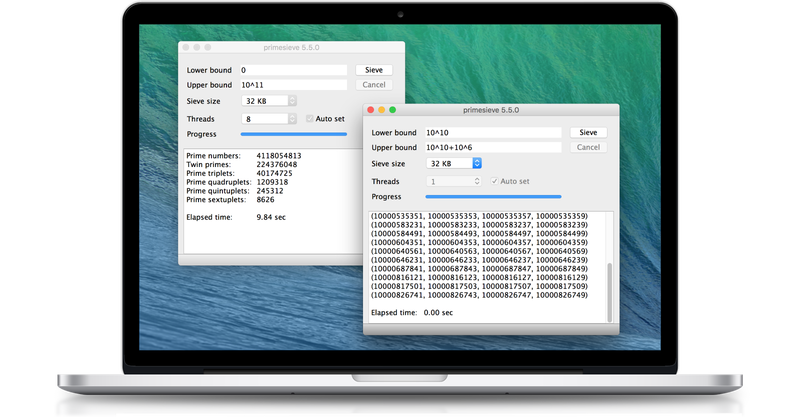 primesieve 5.5.0
Lower bound 0 Sieve
Upper bound 10^11 Cancel
Sieve size 32 KB
Threads 8 Auto set
Progress
Prime numbers: 4118054813
Twin primes: 224376048
Prime triplets: 40174725
Prime quadruplets: 1209318
Prime quintuplets: 245312
Prime sextuplets: 8626
Elapsed time: 9.84 sec
primesieve 5.5.0
Lower bound 10^10 Sieve
Upper bound 10^10+10^6 Cancel
Sieve size 32 KB
Threads 1 Auto set
Progress
(10000535351, 10000535353, 10000535357, 10000535359)
(10000583231, 10000583233, 10000583237, 10000583239)
(10000584491, 10000584493, 10000584497, 10000584499)
(10000604351, 10000604353, 10000604357, 10000604359)
(10000640561, 10000640563, 10000640567, 10000640569)
(10000646231, 10000646233, 10000646237, 10000646239)
(10000687841, 10000687843, 10000687847, 10000687849)
(10000816121, 10000816123, 10000816127, 10000816129)
(10000817501, 10000817503, 10000817507, 10000817509)
(10000826741, 10000826743, 10000826747, 10000826749)
Elapsed time: 0.00 sec